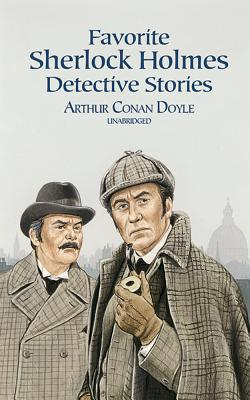 Favorite
Sherlock Holmes
Detective Stories
ARTHUR CONAN DOYLE
UNABRIDGED